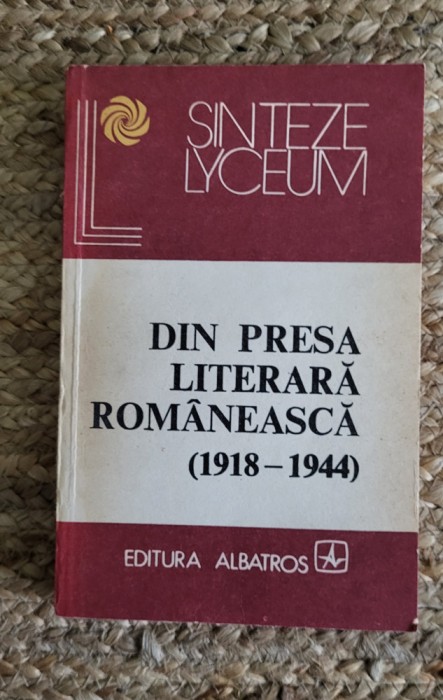 SINTEZE
LYCEUM
DIN PRESA
LITERARĂ
ROMÂNEASCĂ
(1918–1944)
EDITURA ALBATROS